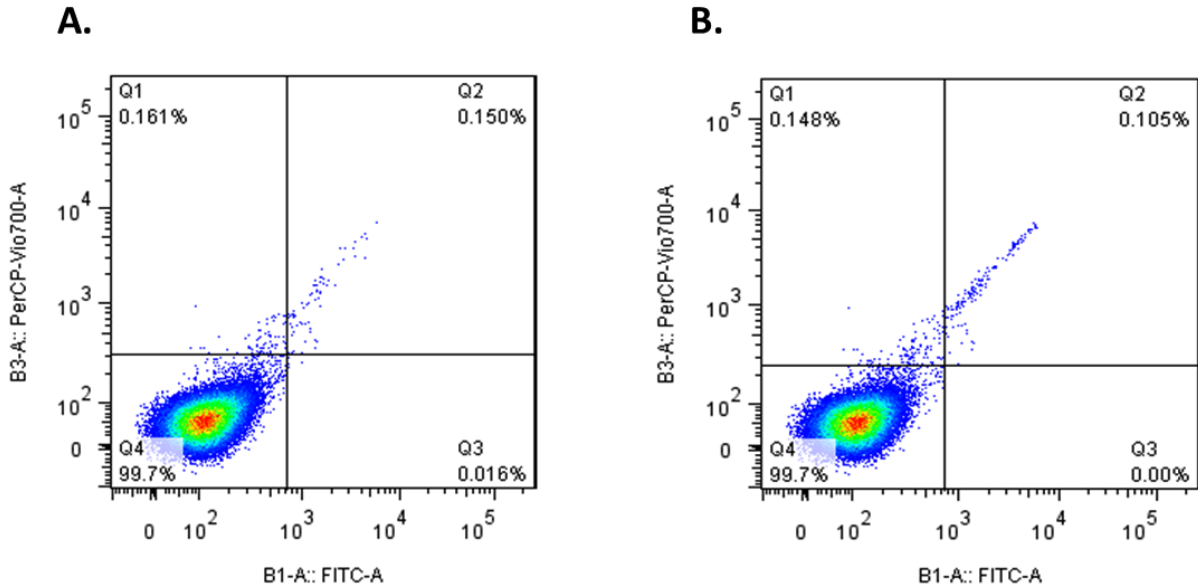 A.
Q1
0.161%
Q2
0.150%
10^5
10^4
10^3
10^2
0
Q4
99.7%
Q3
0.016%
0
10^2
10^3
10^4
10^5
B3-A:: PerCP-Vio700-A
B1-A:: FITC-A
B.
Q1
0.148%
Q2
0.105%
10^5
10^4
10^3
10^2
0
Q4
99.7%
Q3
0.00%
0
10^2
10^3
10^4
10^5
B3-A:: PerCP-Vio700-A
B1-A:: FITC-A